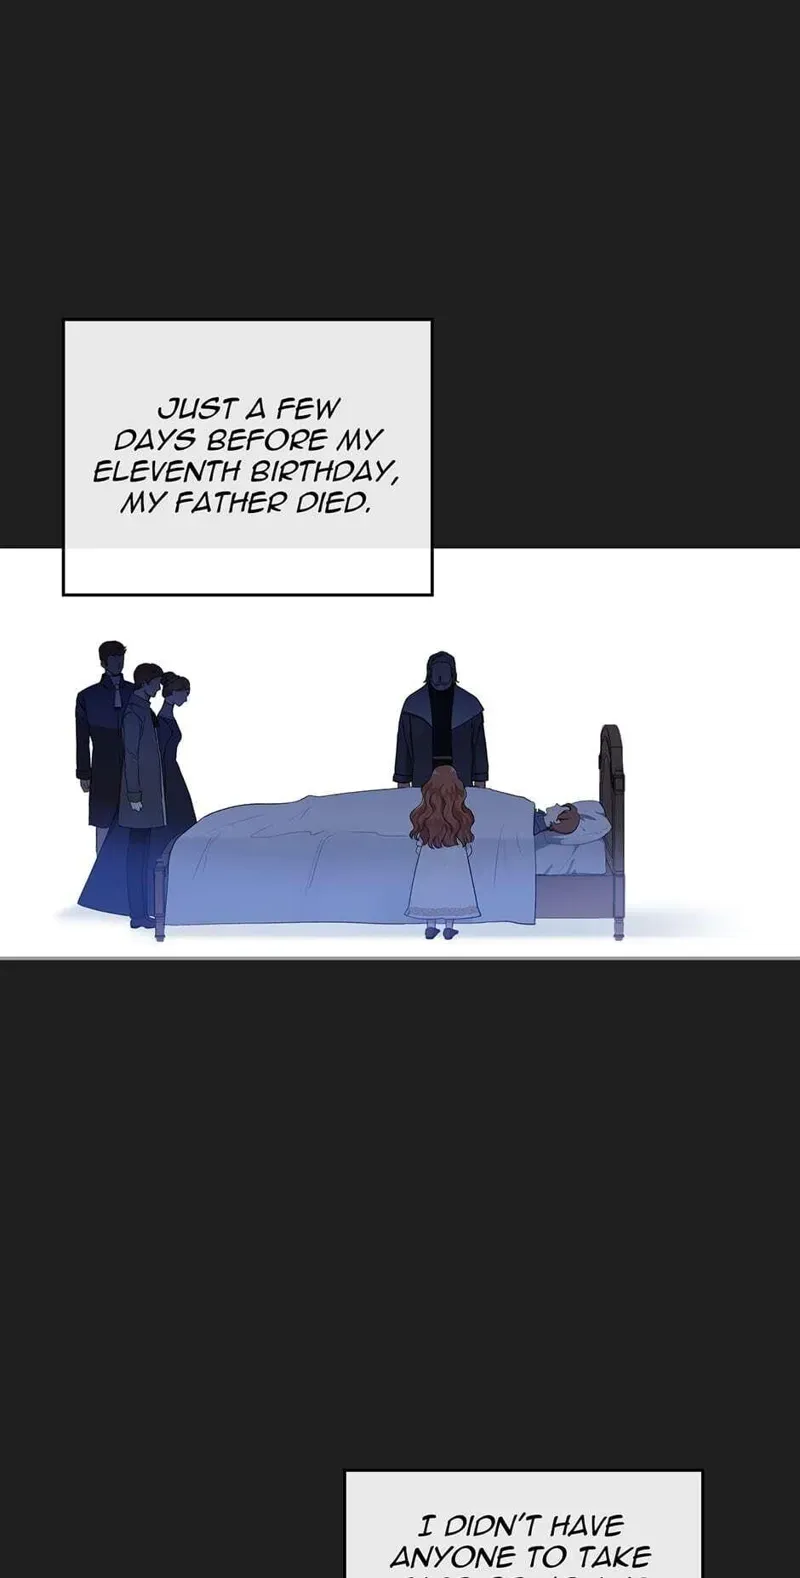 JUST A FEW
DAYS BEFORE MY
ELEVENTH BIRTHDAY,
MY FATHER DIED.
I DIDN'T HAVE
ANYONE TO TAKE